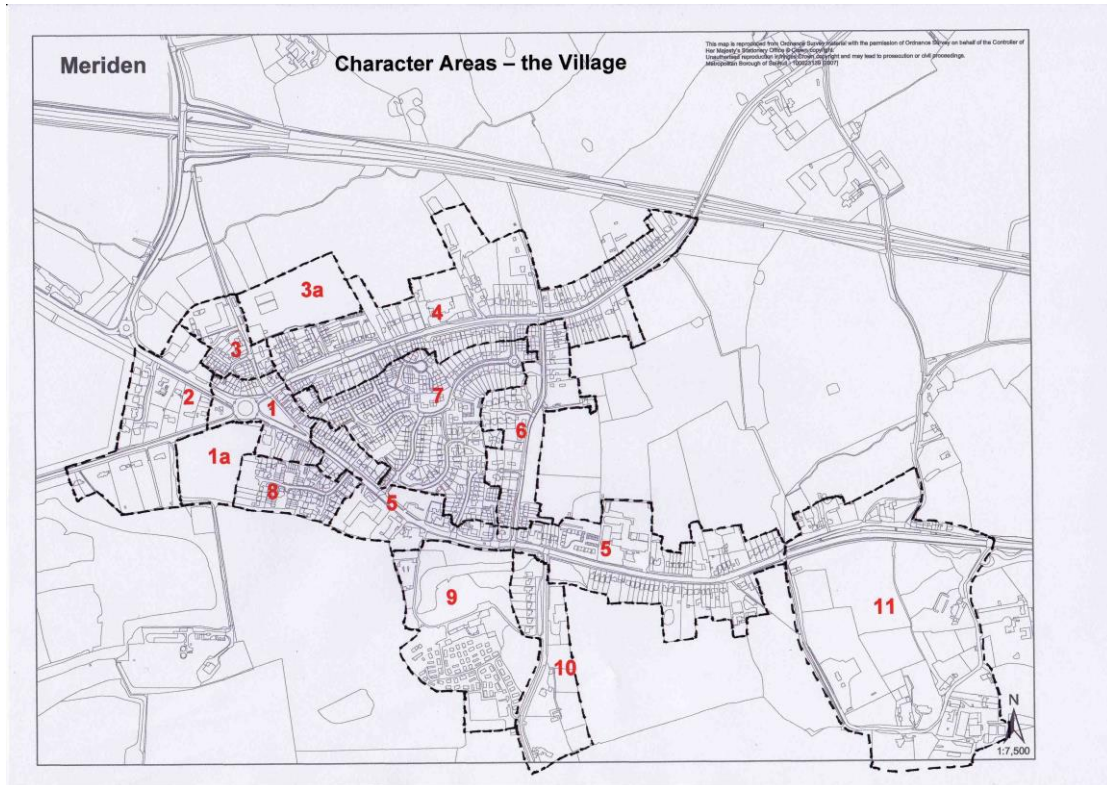 Meriden
Character Areas – the Village
This map is reproduced from Ordnance Survey material with the permission of Ordnance Survey on behalf of the Controller of
Her Majesty's Stationery Office © Crown copyright.
Unauthorised reproduction infringes Crown copyright and may lead to prosecution or civil proceedings.
Metropolitan Borough of Solihull
3a
4
3
7
2
1
6
1a
8
5
5
9
11
10
N
1:7,500